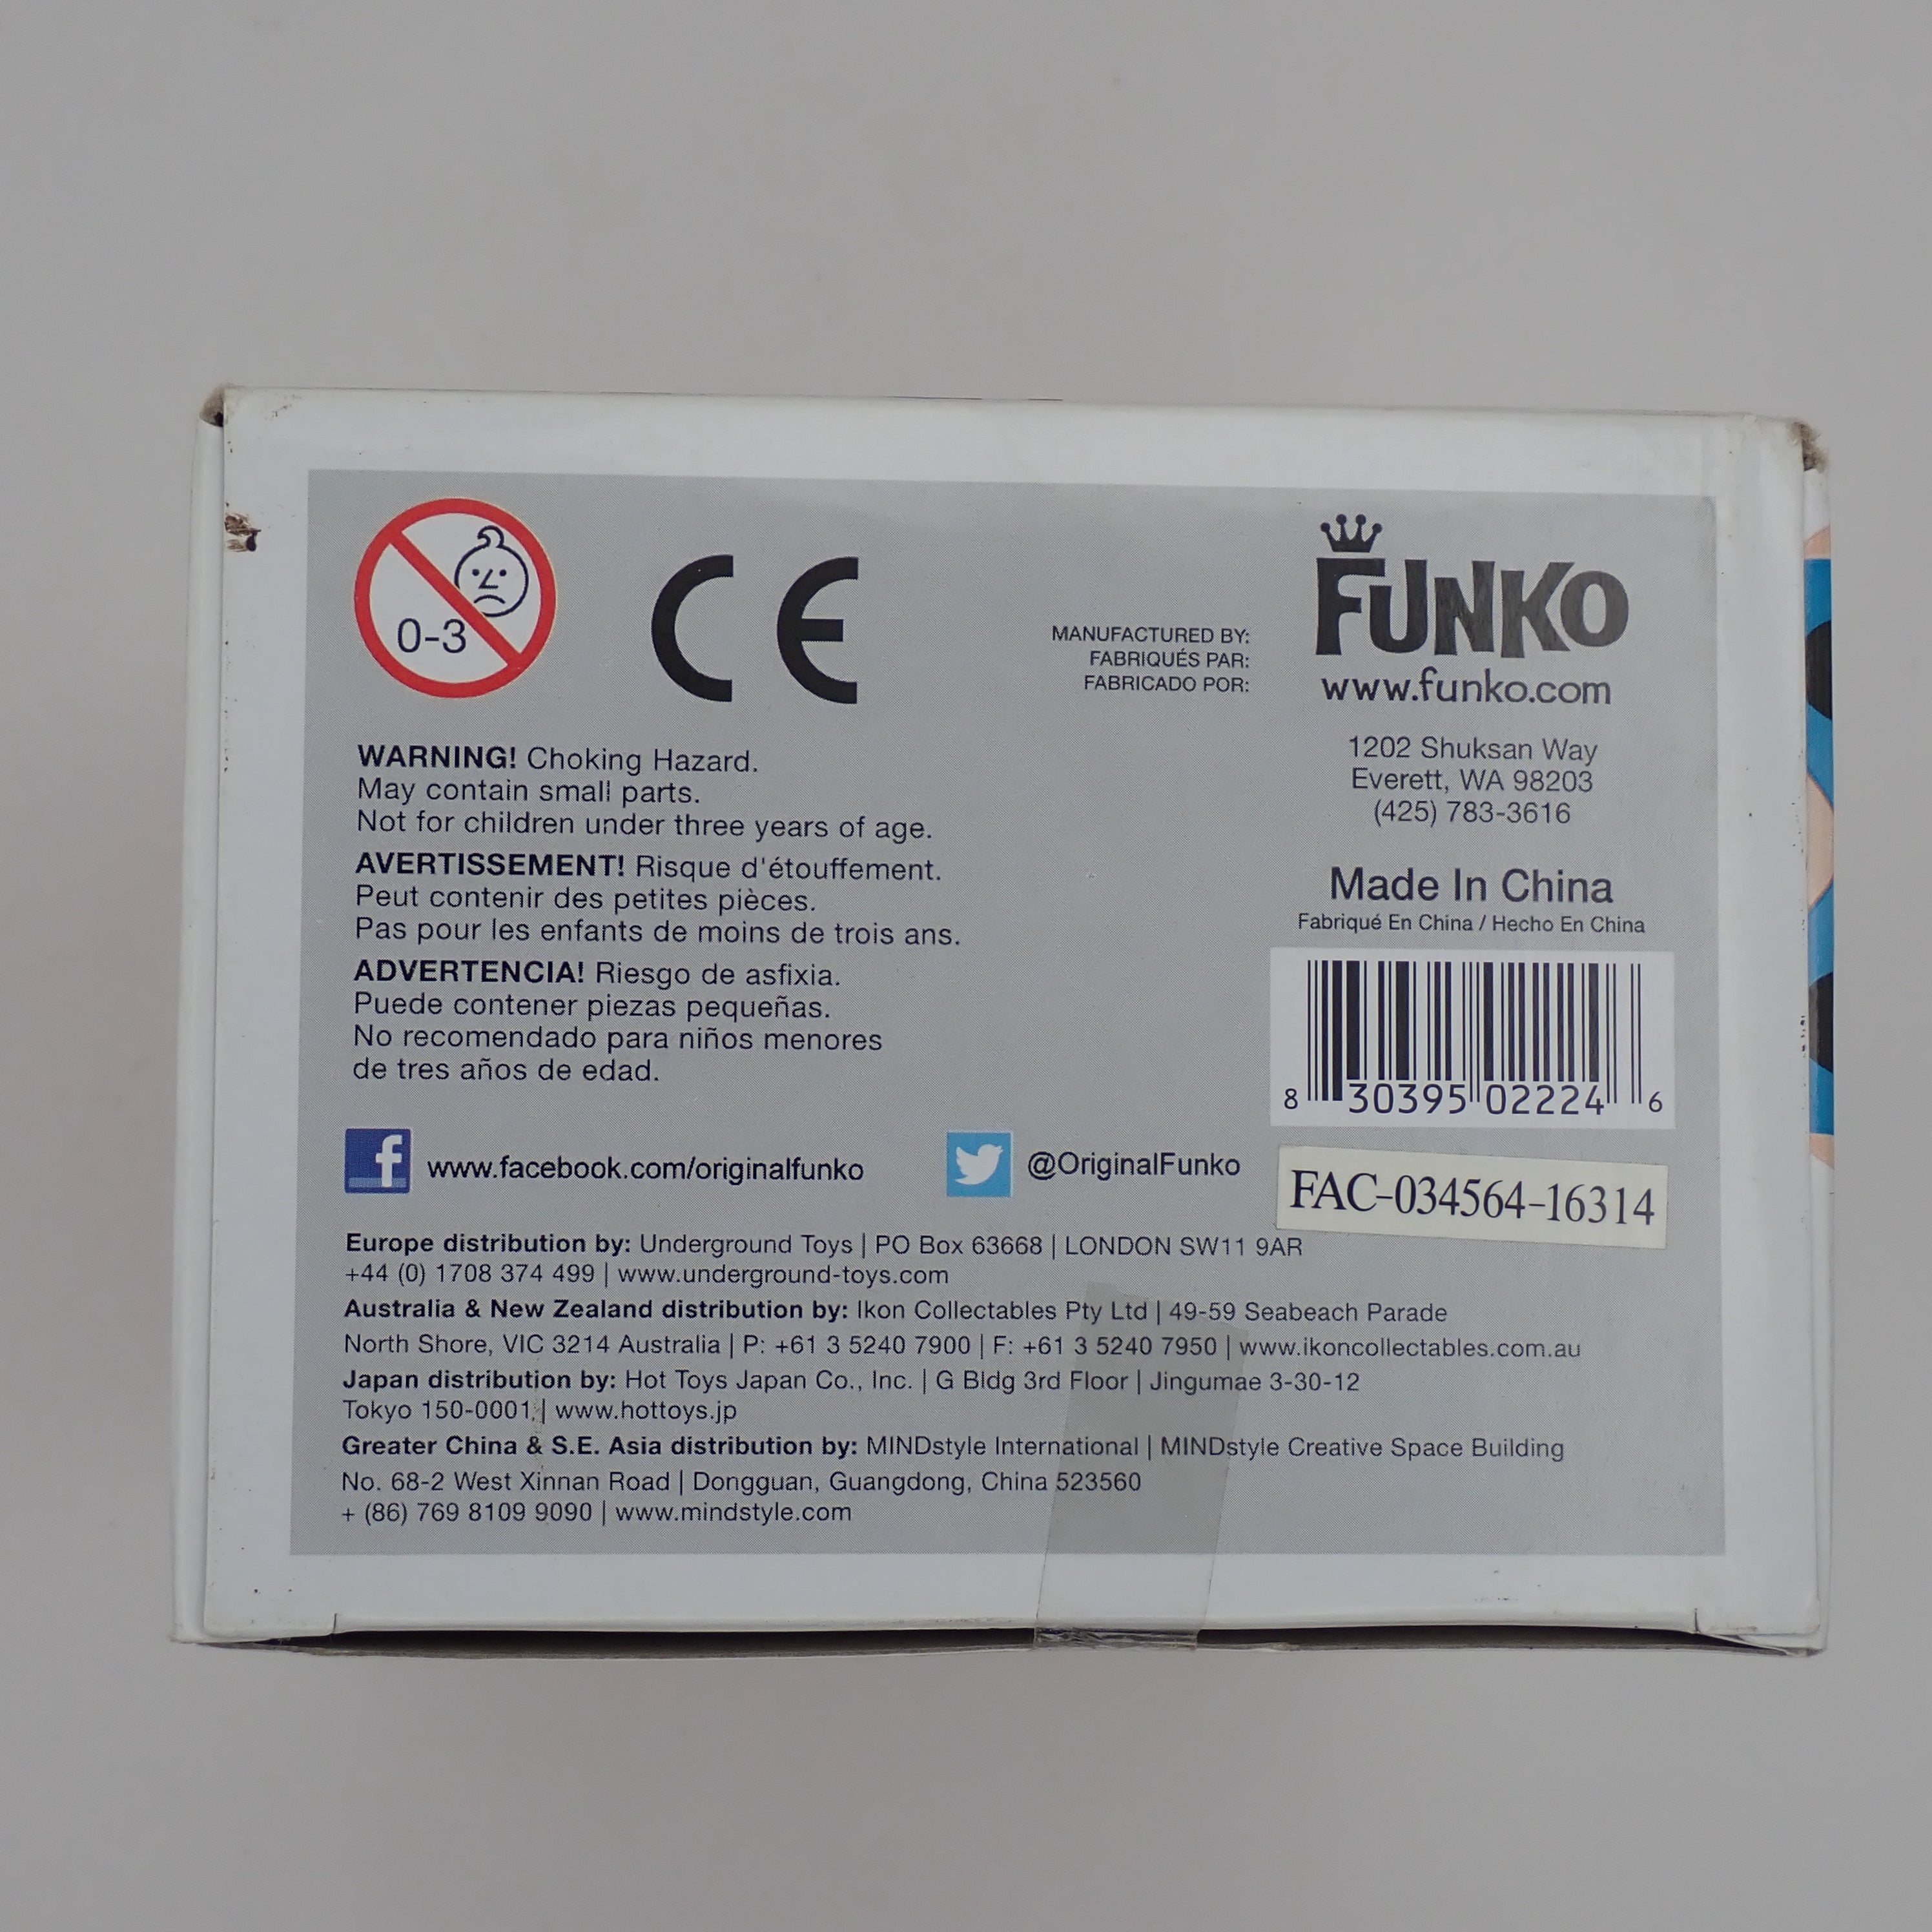 0-3
CE
MANUFACTURED BY:
FABRIQUÉS PAR:
FABRICADO POR:
FUNKO
www.funko.com
1202 Shuksan Way
Everett, WA 98203
(425) 783-3616
WARNING! Choking Hazard.
May contain small parts.
Not for children under three years of age.
AVERTISSEMENT! Risque d'étouffement.
Peut contenir des petites pièces.
Pas pour les enfants de moins de trois ans.
ADVERTENCIA! Riesgo de asfixia.
Puede contener piezas pequeñas.
No recomendado para niños menores
de tres años de edad.
Made In China
Fabriqué En China / Hecho En China
8 30395 02224 6
f www.facebook.com/originalfunko
@OriginalFunko
FAC-034564-16314
Europe distribution by: Underground Toys | PO Box 63668 | LONDON SW11 9AR
+44 (0) 1708 374 499 | www.underground-toys.com
Australia & New Zealand distribution by: Ikon Collectables Pty Ltd | 49-59 Seabeach Parade
North Shore, VIC 3214 Australia | P: +61 3 5240 7900 | F: +61 3 5240 7950 | www.ikoncollectables.com.au
Japan distribution by: Hot Toys Japan Co., Inc. | G Bldg 3rd Floor | Jingumae 3-30-12
Tokyo 150-0001 | www.hottoys.jp
Greater China & S.E. Asia distribution by: MINDstyle International | MINDstyle Creative Space Building
No. 68-2 West Xinnan Road | Dongguan, Guangdong, China 523560
+ (86) 769 8109 9090 | www.mindstyle.com